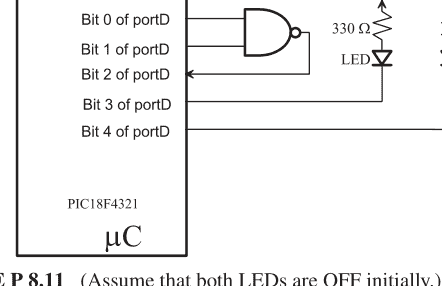 Bit 0 of portD
330 Ω
Bit 1 of portD
LED
Bit 2 of portD
Bit 3 of portD
Bit 4 of portD
PIC18F4321
μC
E P 8.11 (Assume that both LEDs are OFF initially.)